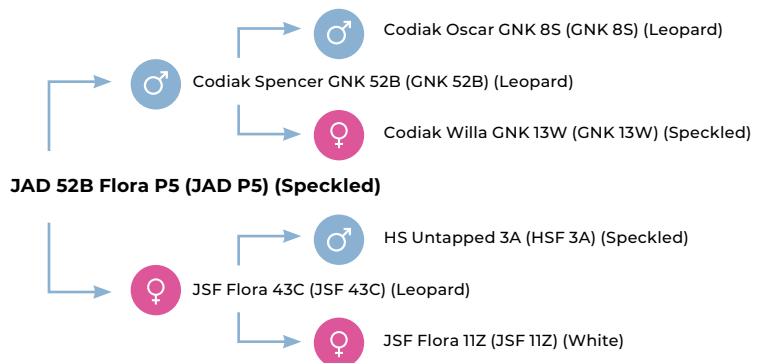 Codiak Oscar GNK 8S (GNK 8S) (Leopard)
Codiak Spencer GNK 52B (GNK 52B) (Leopard)
Codiak Willa GNK 13W (GNK 13W) (Speckled)
JAD 52B Flora P5 (JAD P5) (Speckled)
HS Untapped 3A (HSF 3A) (Speckled)
JSF Flora 43C (JSF 43C) (Leopard)
JSF Flora 11Z (JSF 11Z) (White)